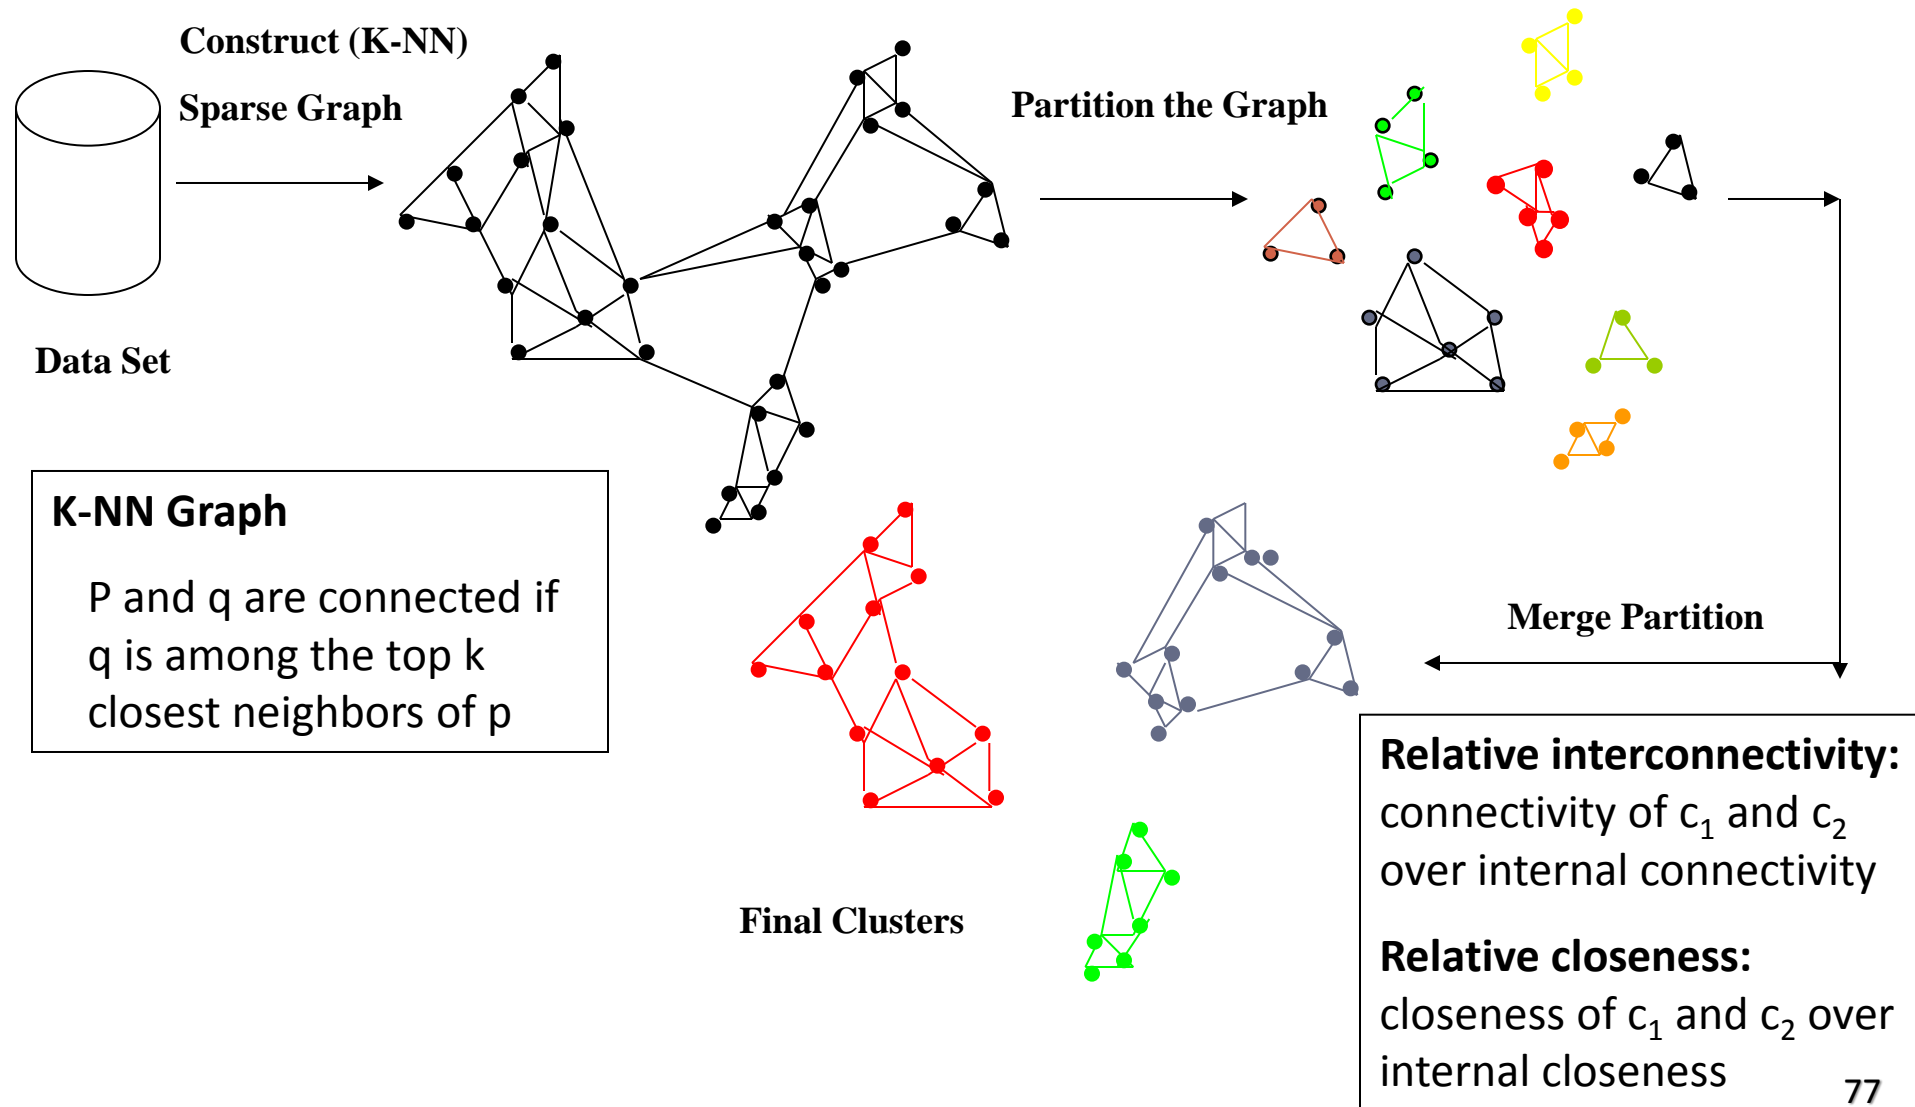 Construct (K-NN)
Sparse Graph
Partition the Graph
Data Set
K-NN Graph
P and q are connected if
q is among the top k
closest neighbors of p
Merge Partition
Final Clusters
Relative interconnectivity:
connectivity of c₁ and c₂
over internal connectivity
Relative closeness:
closeness of c₁ and c₂ over
internal closeness
77